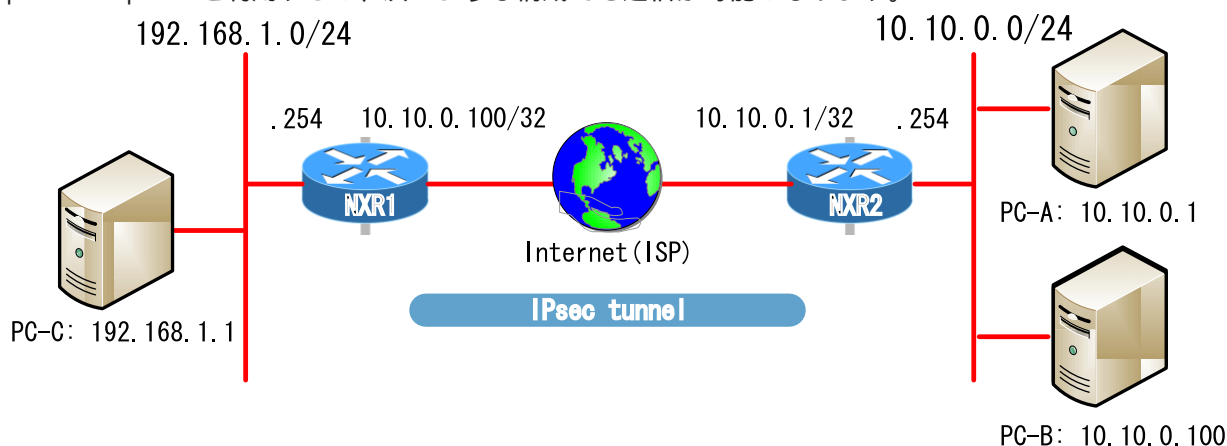 192.168.1.0/24
10.10.0.0/24
.254
10.10.0.100/32
10.10.0.1/32
.254
NXR1
NXR2
PC-A: 10.10.0.1
Internet(ISP)
IPsec tunnel
PC-C: 192.168.1.1
PC-B: 10.10.0.100